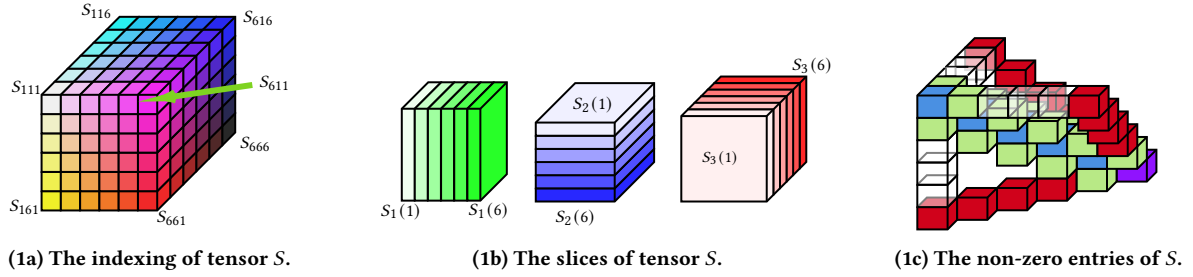 S₁₁₆
S₆₁₆
S₁₁₁
S₆₁₁
S₆₆₆
S₁₆₁
S₆₆₁
(1a) The indexing of tensor S.
S₁(1)
S₁(6)
S₂(1)
S₂(6)
S₃(6)
S₃(1)
(1b) The slices of tensor S.
(1c) The non-zero entries of S.